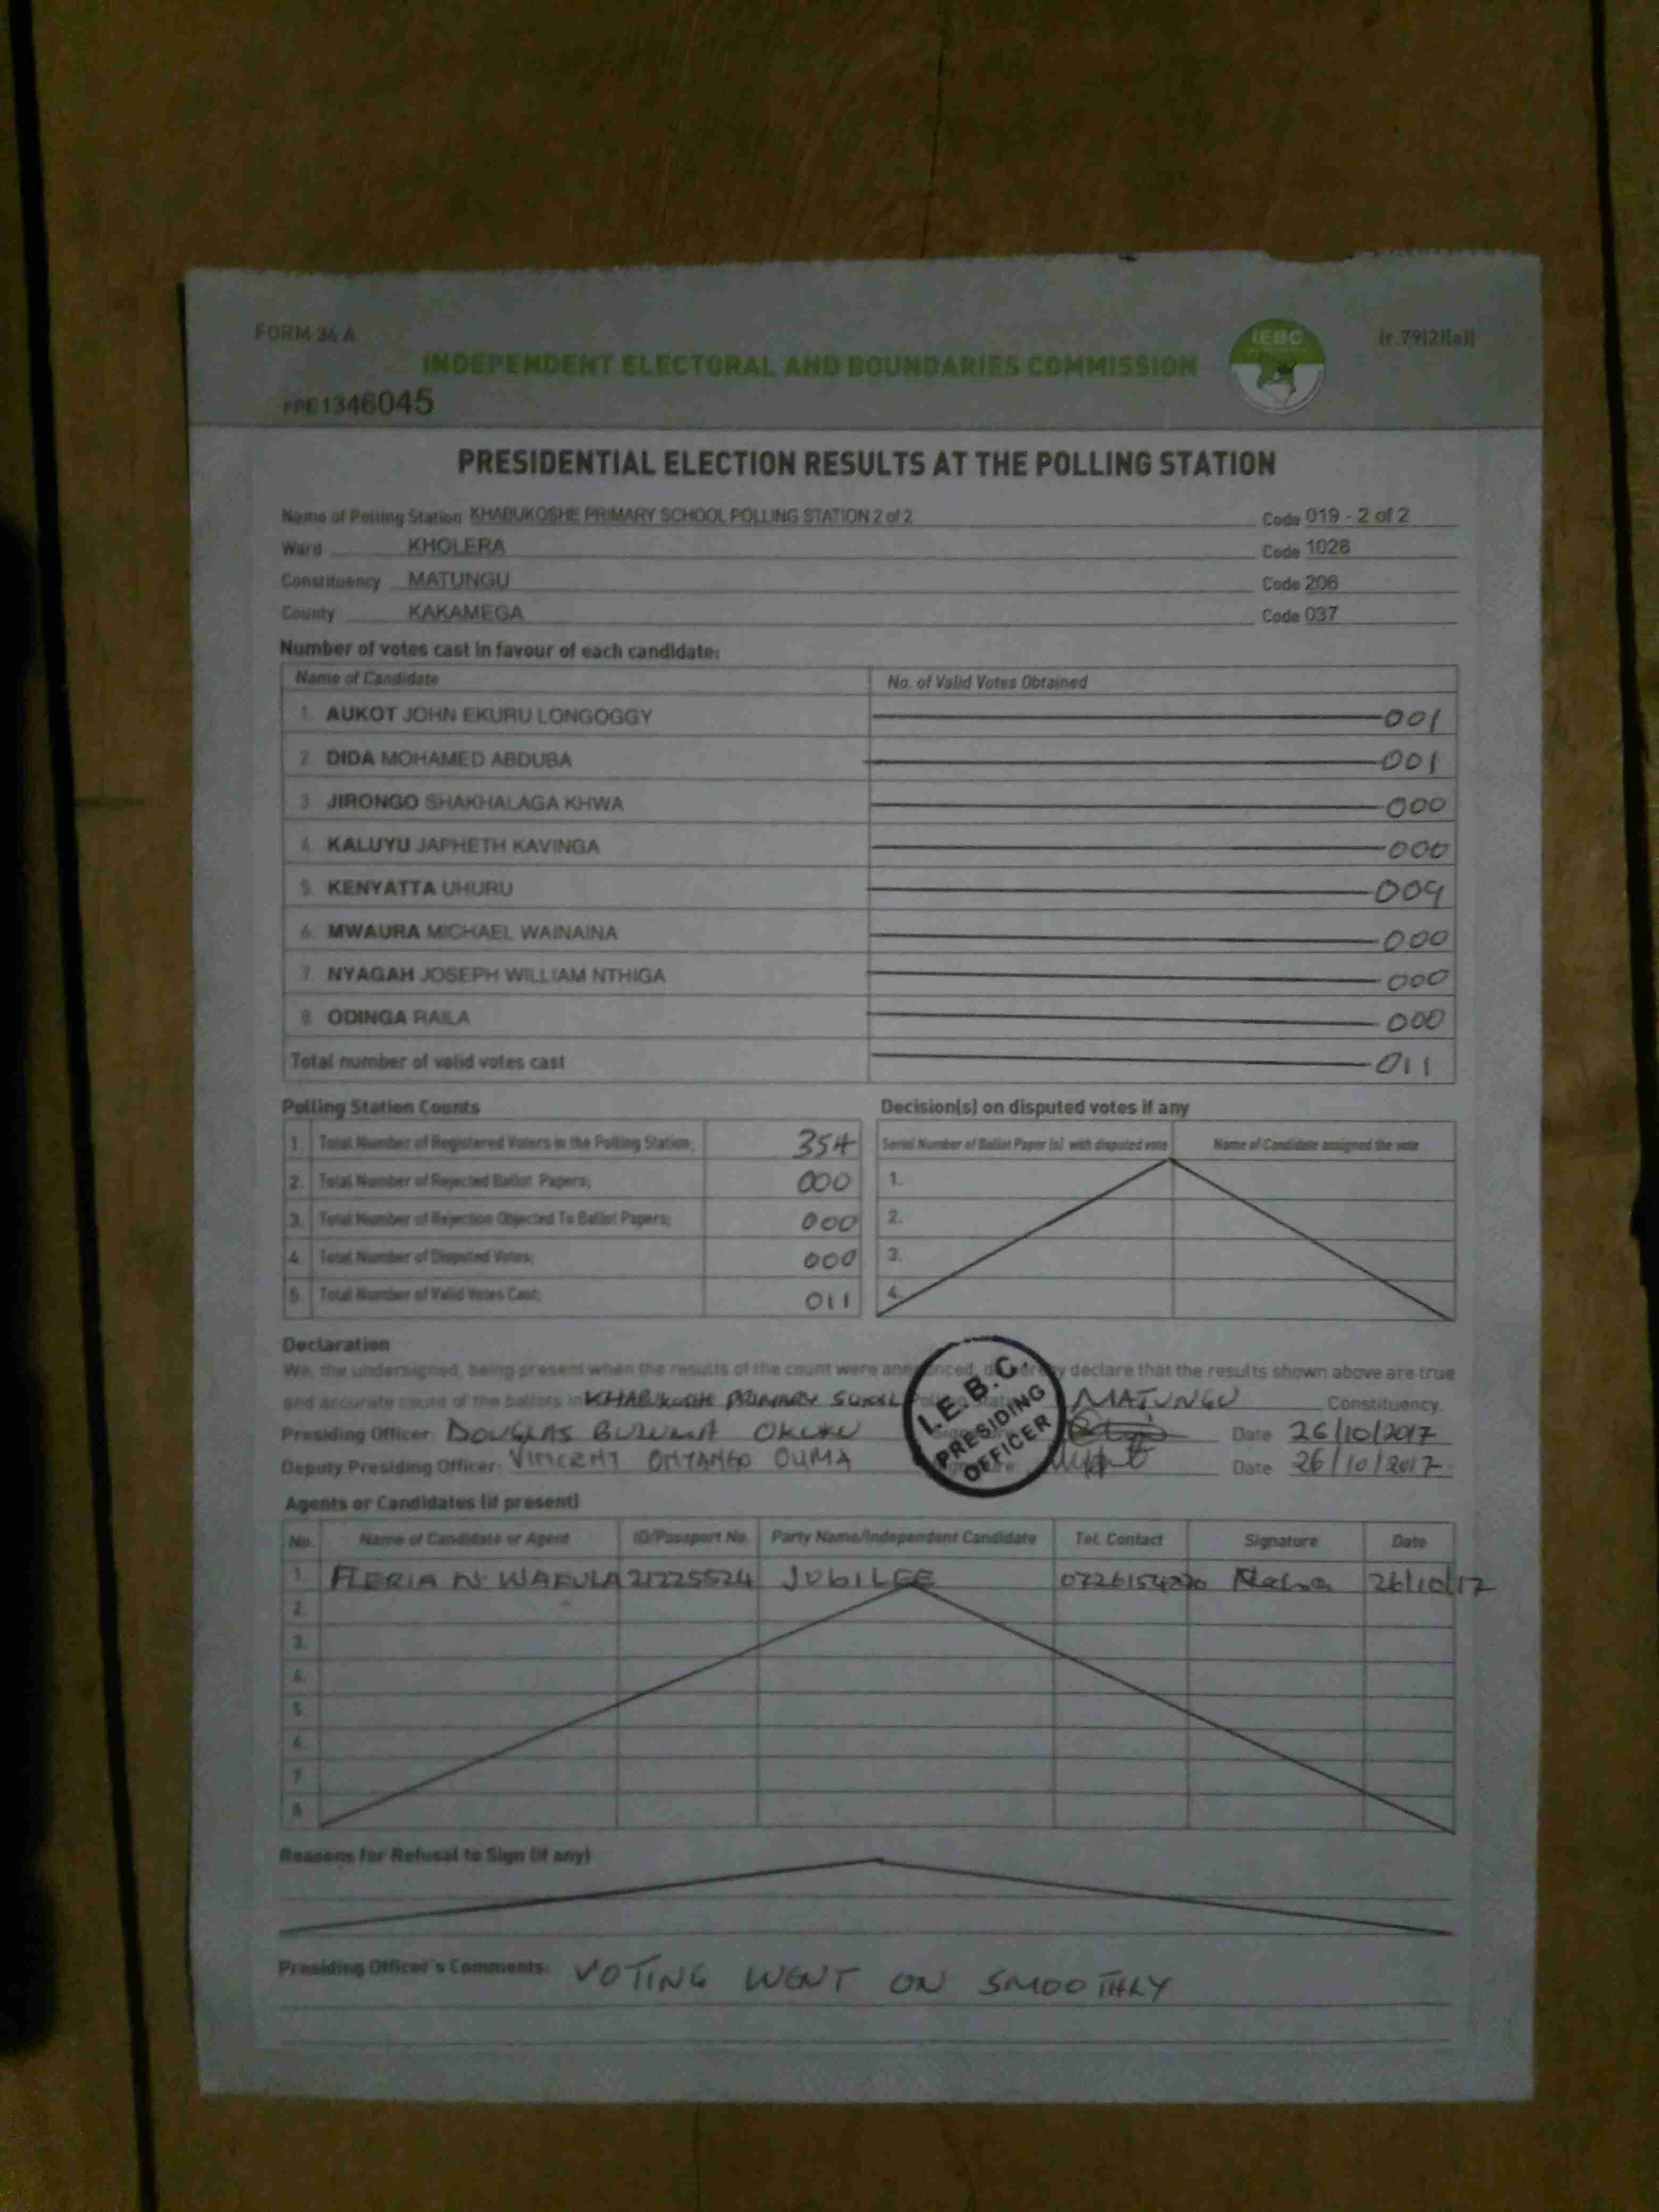 FORM 34 A
IEBC
(r.79(2)(a))
INDEPENDENT ELECTORAL AND BOUNDARIES COMMISSION
PPE1346045
PRESIDENTIAL ELECTION RESULTS AT THE POLLING STATION
Name of Polling Station KHABUKOSHE PRIMARY SCHOOL POLLING STATION 2 of 2 Code 019 - 2 of 2
Ward KHOLERA Code 1028
Constituency MATUNGU Code 206
County KAKAMEGA Code 037
Number of votes cast in favour of each candidate:
Name of Candidate No. of Valid Votes Obtained
1. AUKOT JOHN EKURU LONGOGGY 001
2. DIDA MOHAMED ABDUBA 001
3. JIRONGO SHAKHALAGA KHWA 000
4. KALUYU JAPHETH KAVINGA 000
5. KENYATTA UHURU 009
6. MWAURA MICHAEL WAINAINA 000
7. NYAGAH JOSEPH WILLIAM NTHIGA 000
8. ODINGA RAILA 000
Total number of valid votes cast 011
Polling Station Counts Decision(s) on disputed votes if any
1. Total Number of Registered Voters in the Polling Station; 354 Serial Number of Ballot Paper (s) with disputed vote Name of Candidate assigned the vote
2. Total Number of Rejected Ballot Papers; 000 1.
3. Total Number of Rejection Objected To Ballot Papers; 000 2.
4. Total Number of Disputed Votes; 000 3.
5. Total Number of Valid Votes Cast; 011 4.
Declaration
We, the undersigned, being present when the results of the count were announced, do hereby declare that the results shown above are true
and accurate count of the ballots in KHABUKOSHE PRIMARY SCHOOL MATUNGU Constituency.
I.E.B.C PRESIDING OFFICER
Presiding Officer: DOUGLAS OKUKU Date 26/10/2017
Deputy Presiding Officer: VINCENT ONYANGO OUMA Date 26/10/2017
Agents or Candidates (if present)
No. Name of Candidate or Agent ID/Passport No. Party Name/Independent Candidate Tel. Contact Signature Date
1. FLERIA N. WAFULA 21225524 JUBILEE 26/10/17
2.
3.
4.
5.
6.
7.
8.
Reasons for Refusal to Sign (if any)
Presiding Officer's Comments: VOTING WENT ON SMOOTHLY